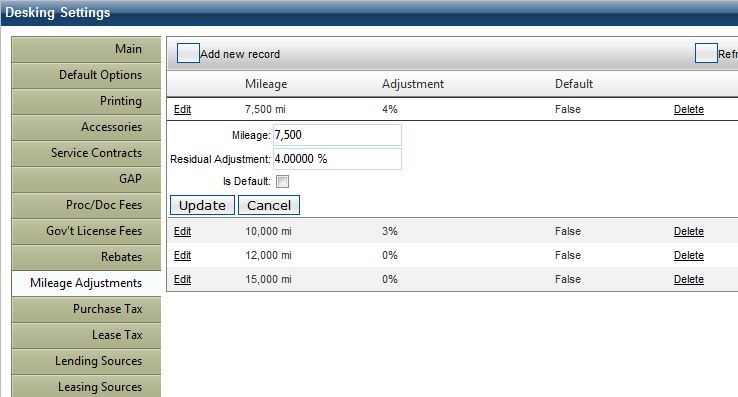 Desking Settings
Main
Default Options
Printing
Accessories
Service Contracts
GAP
Proc/Doc Fees
Gov't License Fees
Rebates
Mileage Adjustments
Purchase Tax
Lease Tax
Lending Sources
Leasing Sources
Add new record Refr
Mileage Adjustment Default
Edit 7,500 mi 4% False Delete
Mileage: 7,500
Residual Adjustment: 4.00000 %
Is Default:
Update Cancel
Edit 10,000 mi 3% False Delete
Edit 12,000 mi 0% False Delete
Edit 15,000 mi 0% False Delete